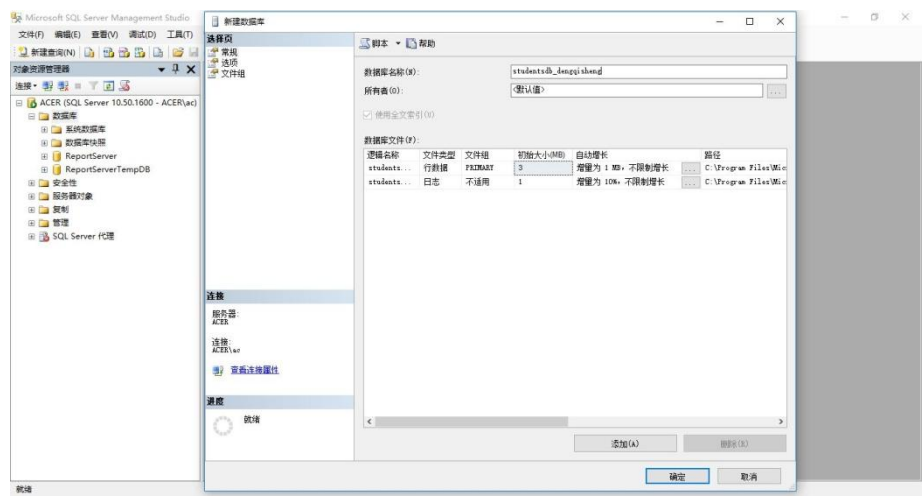 Microsoft SQL Server Management Studio
文件(F) 编辑(E) 查看(V) 调试(D) 工具(T)
新建查询(N)
对象资源管理器
连接
ACER (SQL Server 10.50.1600 - ACER\ac)
数据库
系统数据库
数据库快照
ReportServer
ReportServerTempDB
安全性
服务器对象
复制
管理
SQL Server 代理
就绪
新建数据库
选择页
常规
选项
文件组
连接
服务器:
ACER
连接:
ACER\ac
查看连接属性
进度
就绪
脚本 帮助
数据库名称(N): studentsdb_dengqisheng
所有者(O): <默认值> ...
使用全文索引(U)
数据库文件(F):
逻辑名称 文件类型 文件组 初始大小(MB) 自动增长 路径
students... 行数据 PRIMARY 3 增量为 1 MB，不限制增长 ... C:\Program Files\Mic
students... 日志 不适用 1 增量为 10%，不限制增长 ... C:\Program Files\Mic
添加(A) 删除(R)
确定 取消